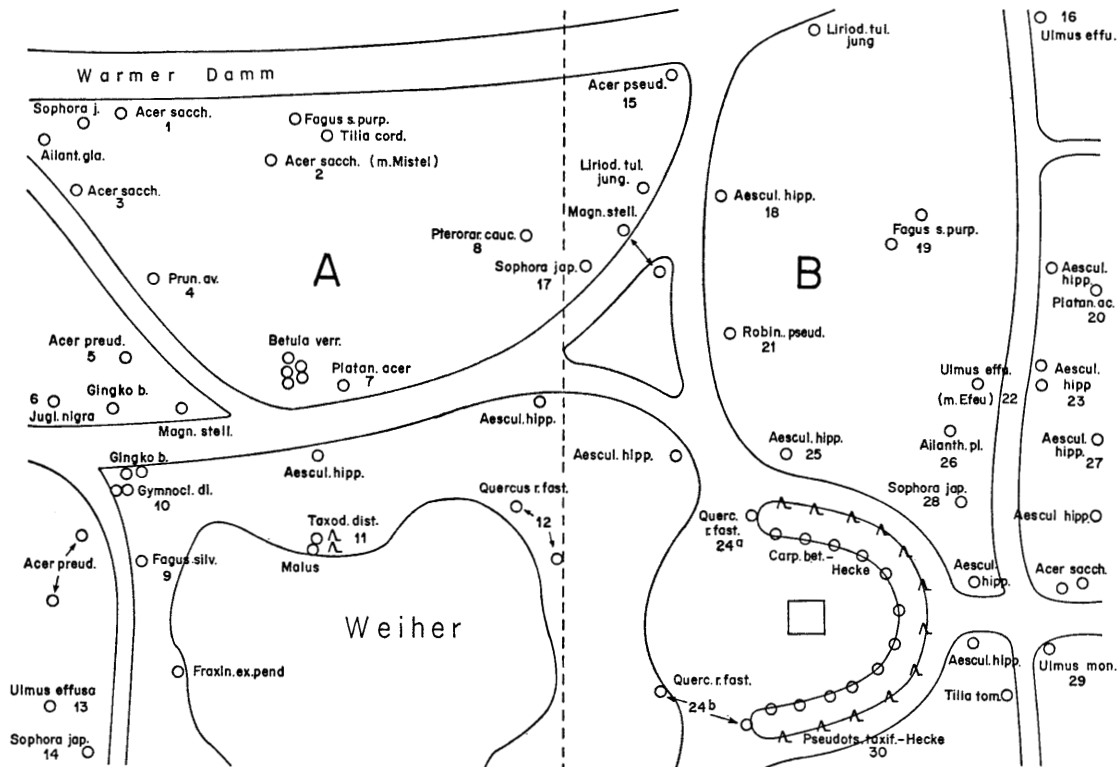 Liriod. tul.
jung
16
Ulmus effu.
Warmer Damm
Acer pseud.
15
Sophora j.
Acer sacch.
1
Fagus s. purp.
Tilia cord.
Ailant. gla.
Acer sacch. (m. Mistel)
2
Acer sacch.
3
Liriod. tul.
jung.
Magn. stell.
Aescul. hipp.
18
Fagus s. purp.
19
Pterorar. cauc.
8
A
Sophora jap.
17
B
Prun. av.
4
Aescul.
hipp.
Platan. ac.
20
Acer preud.
5
Betula verr.
Platan. acer
7
Robin. pseud.
21
Ulmus effu.
(m. Efeu) 22
Aescul.
hipp
23
6
Jugl. nigra
Gingko b.
Magn. stell.
Aescul. hipp.
Aescul. hipp.
25
Ailanth. pl.
26
Aescul.
hipp.
27
Gingko b.
Gymnocl. di.
10
Aescul. hipp.
Aescul. hipp.
Quercus r. fast.
12
Sophora jap.
28
Querc.
r. fast.
24a
Aescul hipp.
Taxod. dist.
11
Malus
Carp. bet.-
Hecke
Acer preud.
Fagus silv.
9
Aescul.
hipp.
Acer sacch.
Weiher
Fraxin. ex. pend
Querc. r. fast.
24b
Aescul. hipp.
Ulmus mon.
29
Ulmus effusa
13
Tilla tom.
Sophora jap.
14
Pseudots. taxif.-Hecke
30